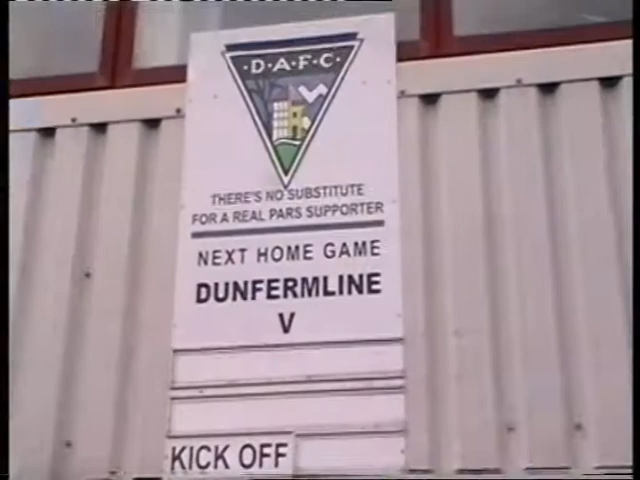 ·D·A·F·C·
THERE'S NO SUBSTITUTE
FOR A REAL PARS SUPPORTER
NEXT HOME GAME
DUNFERMLINE
V
KICK OFF